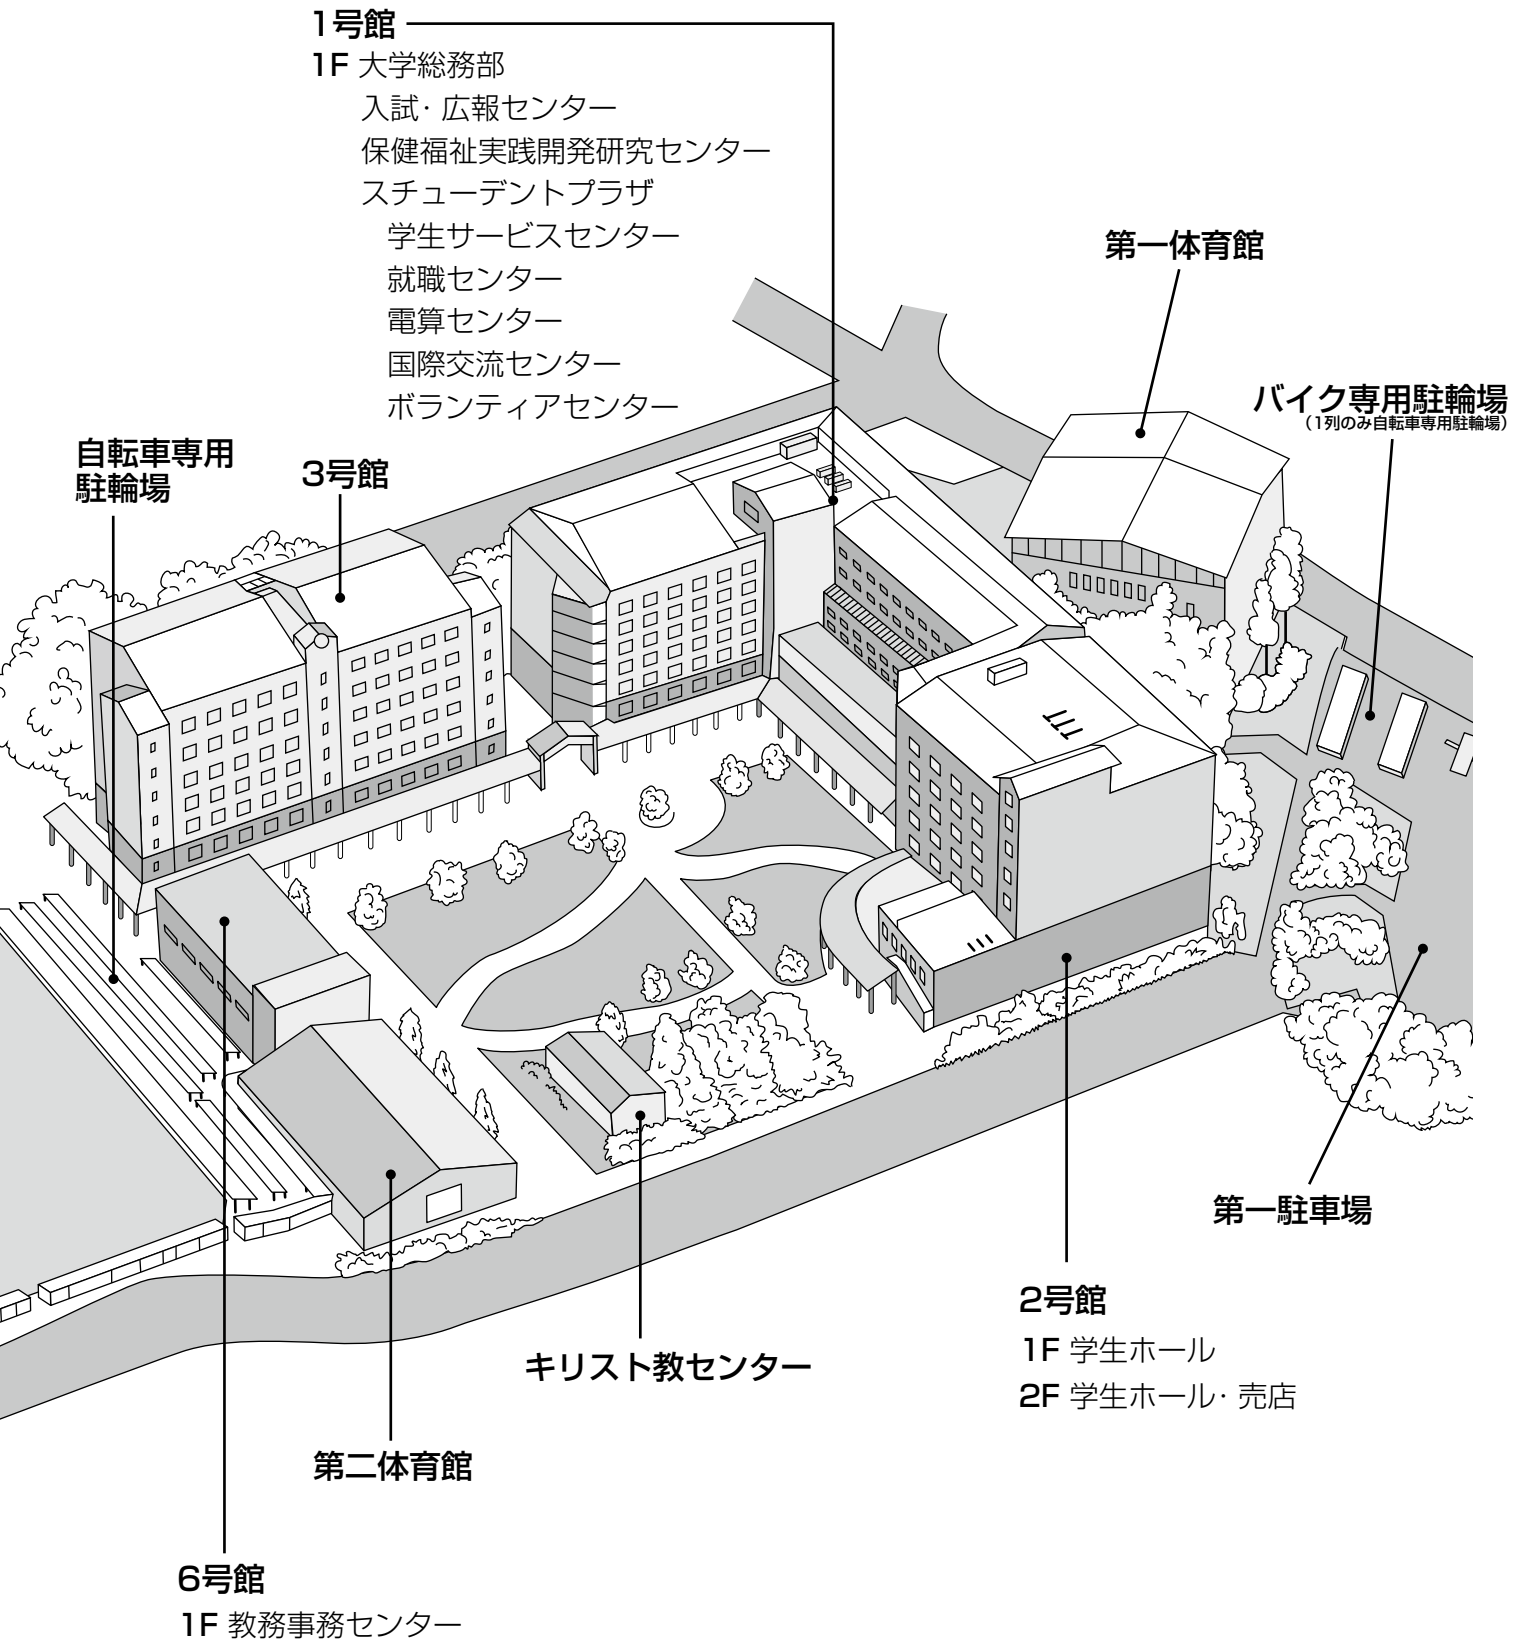 1号館
1F 大学総務部
入試・広報センター
保健福祉実践開発研究センター
スチューデントプラザ
学生サービスセンター
就職センター
電算センター
国際交流センター
ボランティアセンター
第一体育館
バイク専用駐輪場
（1列のみ自転車専用駐輪場）
自転車専用
駐輪場
3号館
第一駐車場
2号館
1F 学生ホール
2F 学生ホール・売店
キリスト教センター
第二体育館
6号館
1F 教務事務センター